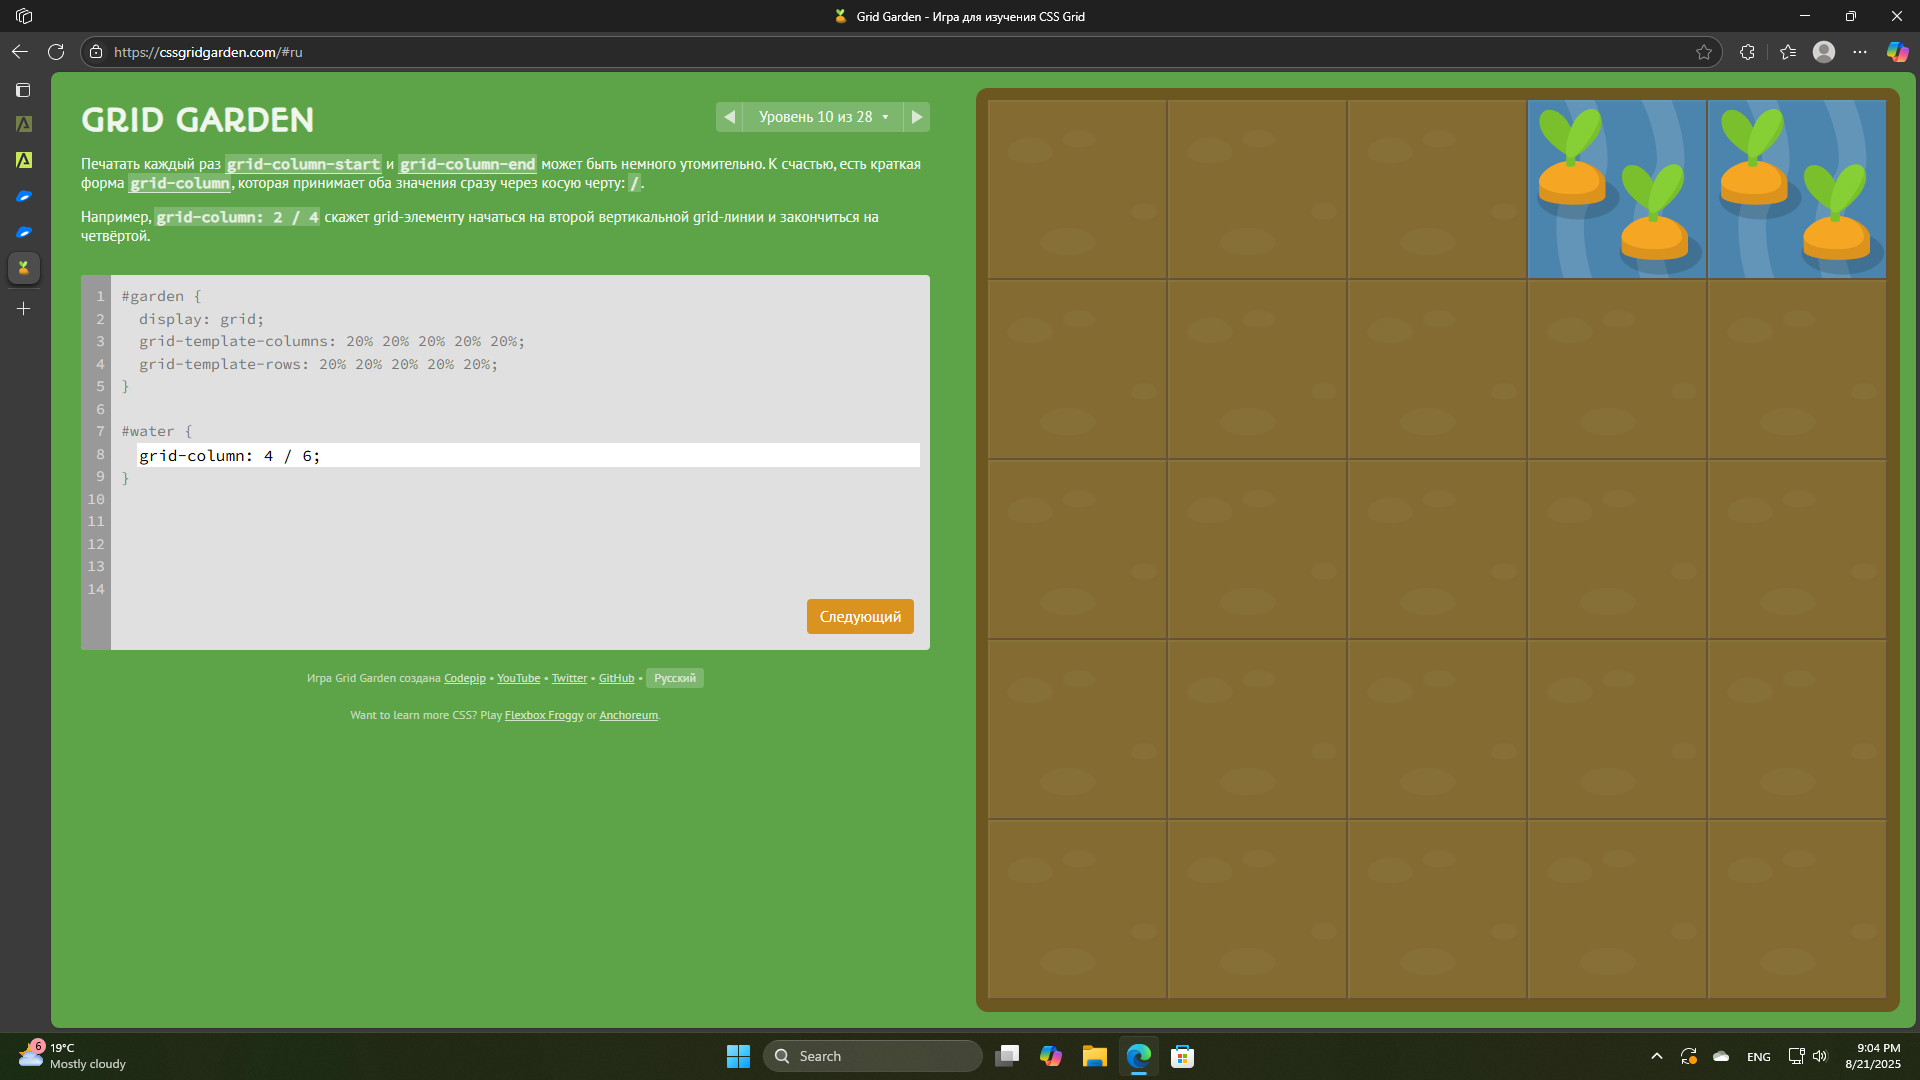 Grid Garden - Игра для изучения CSS Grid
https://cssgridgarden.com/#ru
GRID GARDEN
Уровень 10 из 28
Печатать каждый раз grid-column-start и grid-column-end может быть немного утомительно. К счастью, есть краткая
форма grid-column, которая принимает оба значения сразу через косую черту: /.
Например, grid-column: 2 / 4 скажет grid-элементу начаться на второй вертикальной grid-линии и закончиться на
четвёртой.
1 #garden {
2 display: grid;
3 grid-template-columns: 20% 20% 20% 20% 20%;
4 grid-template-rows: 20% 20% 20% 20% 20%;
5 }
6
7 #water {
8 grid-column: 4 / 6;
9 }
10
11
12
13
14
Следующий
Игра Grid Garden создана Codepip • YouTube • Twitter • GitHub • Русский
Want to learn more CSS? Play Flexbox Froggy or Anchoreum.
6
19°C
Mostly cloudy
Search
ENG
9:04 PM
8/21/2025